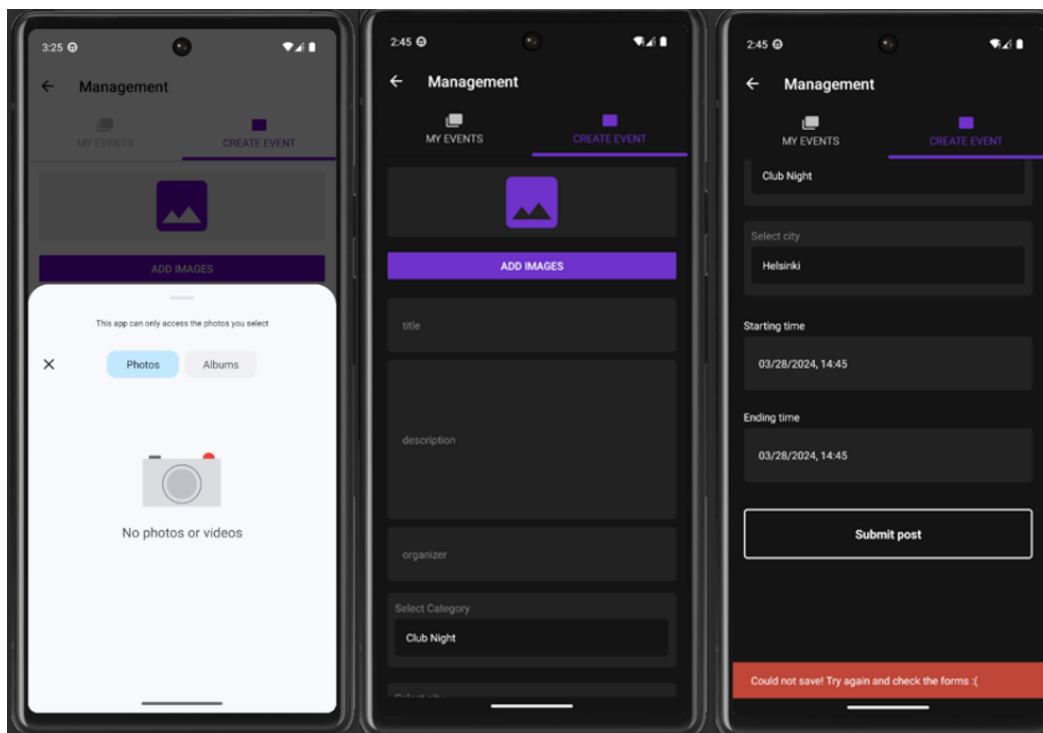 3:25
Management
MY EVENTS
CREATE EVENT
ADD IMAGES
This app can only access the photos you select
Photos
Albums
No photos or videos
2:45
Management
MY EVENTS
CREATE EVENT
ADD IMAGES
title
description
organizer
Select Category
Club Night
Select city
2:45
Management
MY EVENTS
CREATE EVENT
Club Night
Select city
Helsinki
Starting time
03/28/2024, 14:45
Ending time
03/28/2024, 14:45
Submit post
Could not save! Try again and check the forms :(